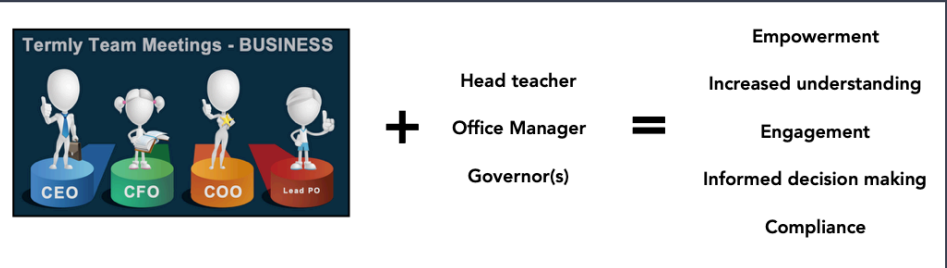 Termly Team Meetings - BUSINESS
CEO
CFO
COO
Lead PO
+
Head teacher
Office Manager
Governor(s)
=
Empowerment
Increased understanding
Engagement
Informed decision making
Compliance